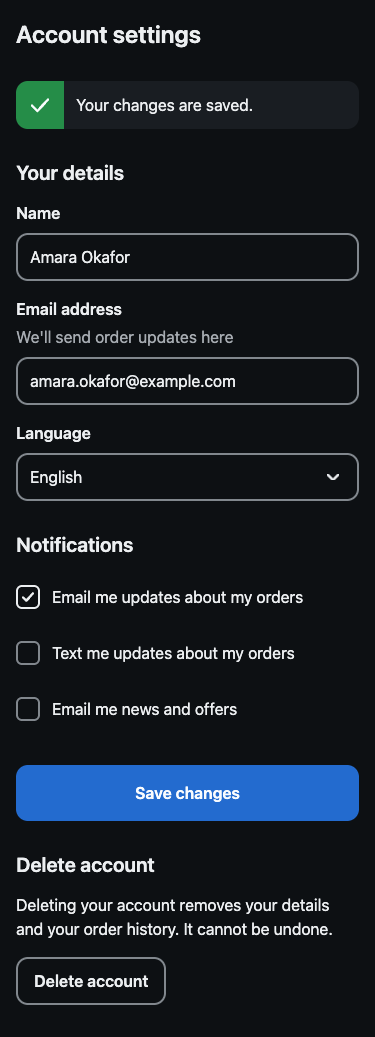 Account settings
Your changes are saved.
Your details
Name
Amara Okafor
Email address
We'll send order updates here
amara.okafor@example.com
Language
English
Notifications
Email me updates about my orders
Text me updates about my orders
Email me news and offers
Save changes
Delete account
Deleting your account removes your details
and your order history. It cannot be undone.
Delete account